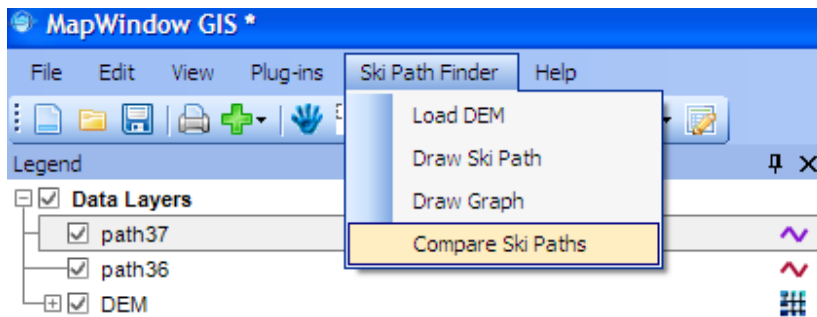 MapWindow GIS *
File Edit View Plug-ins Ski Path Finder Help
Load DEM
Draw Ski Path
Draw Graph
Compare Ski Paths
Legend
Data Layers
path37
path36
DEM